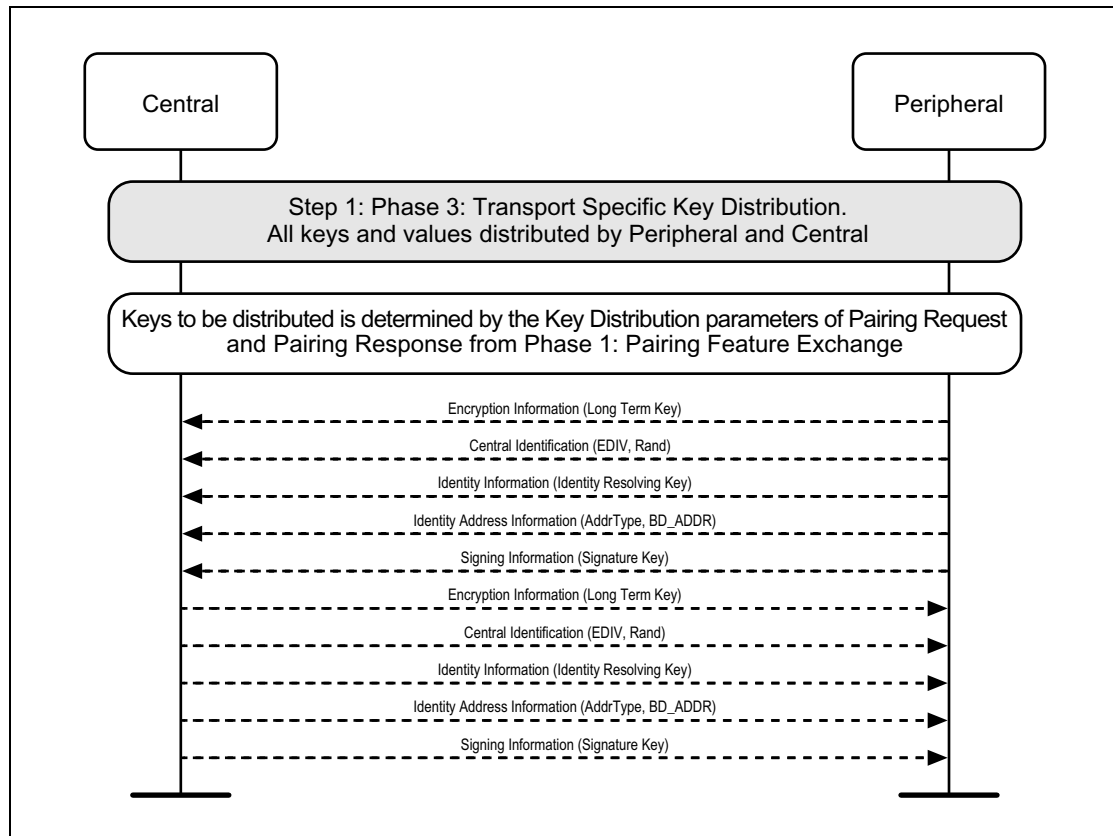 Central
Peripheral
Step 1: Phase 3: Transport Specific Key Distribution.
All keys and values distributed by Peripheral and Central
Keys to be distributed is determined by the Key Distribution parameters of Pairing Request
and Pairing Response from Phase 1: Pairing Feature Exchange
Encryption Information (Long Term Key)
Central Identification (EDIV, Rand)
Identity Information (Identity Resolving Key)
Identity Address Information (AddrType, BD_ADDR)
Signing Information (Signature Key)
Encryption Information (Long Term Key)
Central Identification (EDIV, Rand)
Identity Information (Identity Resolving Key)
Identity Address Information (AddrType, BD_ADDR)
Signing Information (Signature Key)